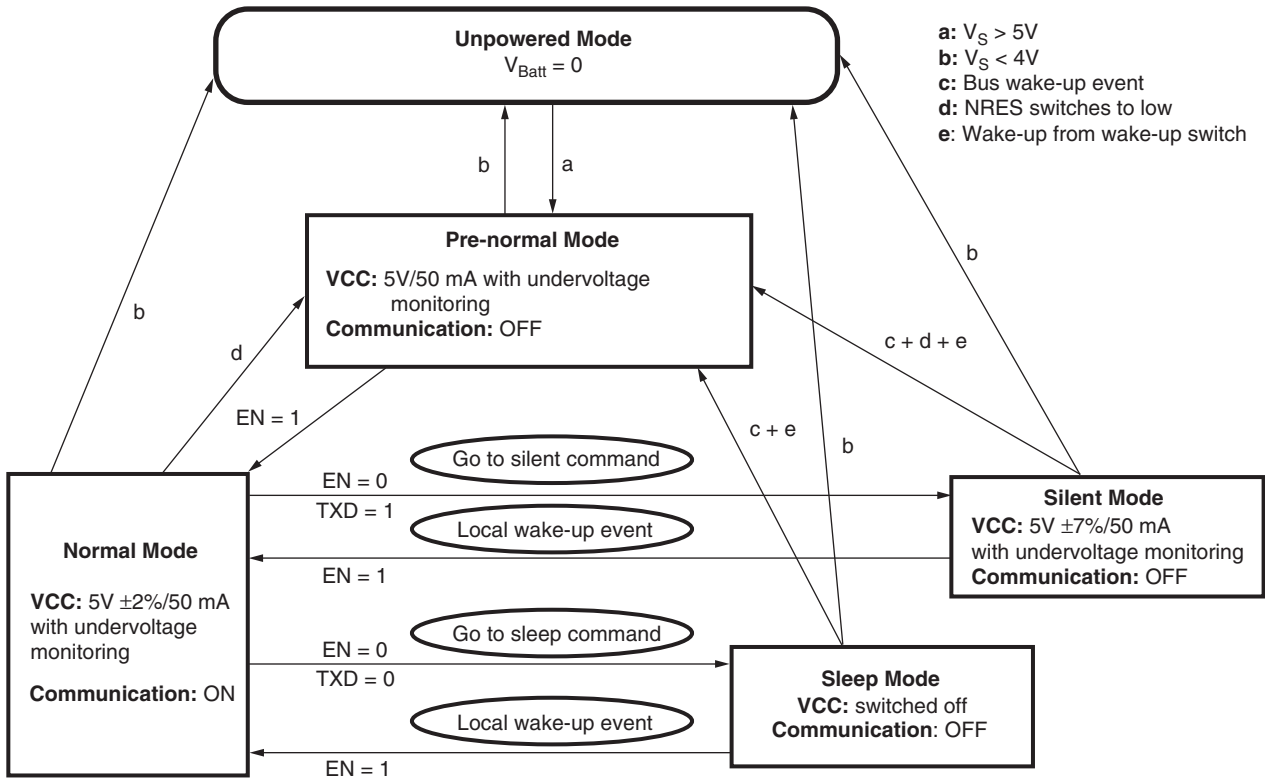 Unpowered Mode
V_Batt = 0
a: V_S > 5V
b: V_S < 4V
c: Bus wake-up event
d: NRES switches to low
e: Wake-up from wake-up switch
b
a
Pre-normal Mode
VCC: 5V/50 mA with undervoltage
monitoring
Communication: OFF
b
b
d
c + d + e
EN = 1
c + e
b
Go to silent command
EN = 0
TXD = 1
Local wake-up event
EN = 1
Silent Mode
VCC: 5V ±7%/50 mA
with undervoltage monitoring
Communication: OFF
Normal Mode
VCC: 5V ±2%/50 mA
with undervoltage
monitoring
Communication: ON
Go to sleep command
EN = 0
TXD = 0
Local wake-up event
EN = 1
Sleep Mode
VCC: switched off
Communication: OFF